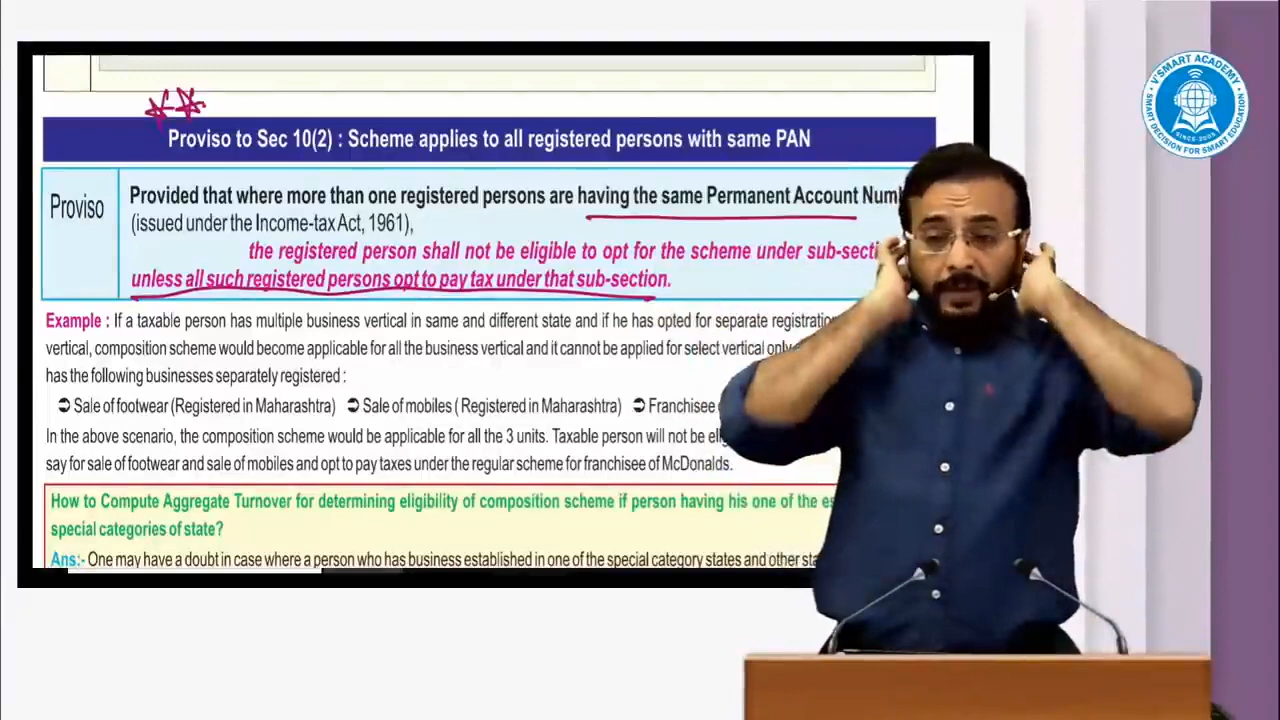 Proviso to Sec 10(2) : Scheme applies to all registered persons with same PAN
Proviso
Provided that where more than one registered persons are having the same Permanent Account
(issued under the Income-tax Act, 1961),
the registered person shall not be eligible to opt for the scheme under
unless all such registered persons opt to pay tax under that sub-section.
Example : If a taxable person has multiple business vertical in same and different state and if he has opted for separate
vertical, composition scheme would become applicable for all the business vertical and it cannot be applied for select vertical only
has the following businesses separately registered :
➲ Sale of footwear (Registered in Maharashtra) ➲ Sale of mobiles ( Registered in Maharashtra) ➲ Franchisee
In the above scenario, the composition scheme would be applicable for all the 3 units. Taxable person will not be
say for sale of footwear and sale of mobiles and opt to pay taxes under the regular scheme for franchisee of McDonalds.
How to Compute Aggregate Turnover for determining eligibility of composition scheme if person having his one of the
special categories of state?
Ans:- One may have a doubt in case where a person who has business established in one of the special category states and other
V'SMART ACADEMY
SINCE-2005
SMART DECISION FOR SMART EDUCATION